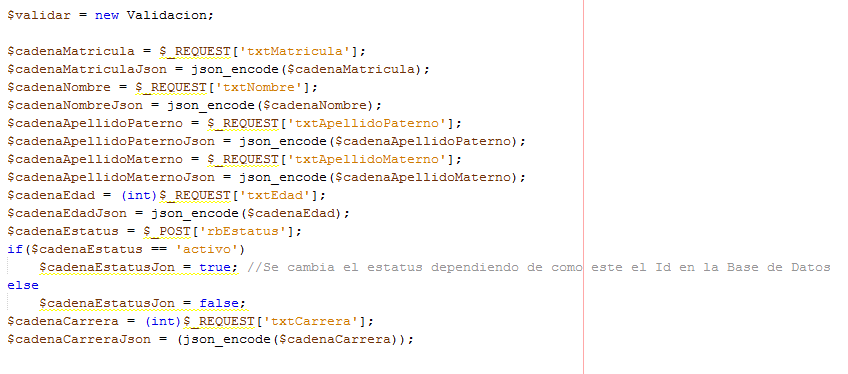 $validar = new Validacion;
$cadenaMatricula = $_REQUEST['txtMatricula'];
$cadenaMatriculaJson = json_encode($cadenaMatricula);
$cadenaNombre = $_REQUEST['txtNombre'];
$cadenaNombreJson = json_encode($cadenaNombre);
$cadenaApellidoPaterno = $_REQUEST['txtApellidoPaterno'];
$cadenaApellidoPaternoJson = json_encode($cadenaApellidoPaterno);
$cadenaApellidoMaterno = $_REQUEST['txtApellidoMaterno'];
$cadenaApellidoMaternoJson = json_encode($cadenaApellidoMaterno);
$cadenaEdad = (int)$_REQUEST['txtEdad'];
$cadenaEdadJson = json_encode($cadenaEdad);
$cadenaEstatus = $_POST['rbEstatus'];
if($cadenaEstatus == 'activo')
    $cadenaEstatusJon = true; //Se cambia el estatus dependiendo de como este el Id en la Base de Datos
else
    $cadenaEstatusJon = false;
$cadenaCarrera = (int)$_REQUEST['txtCarrera'];
$cadenaCarreraJson = (json_encode($cadenaCarrera));